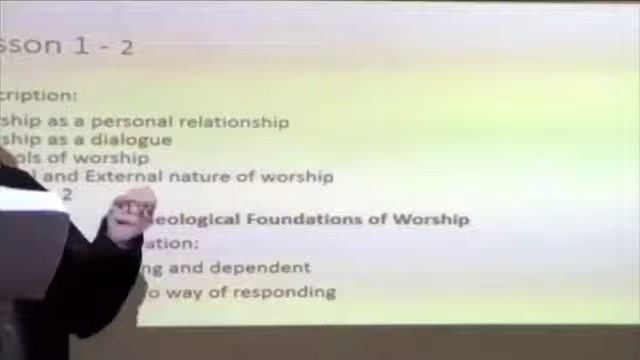 sson 1 - 2
cription:
ship as a personal relationship
ship as a dialogue
ols of worship
l and External nature of worship
2
eological Foundations of Worship
ation:
ng and dependent
o way of responding